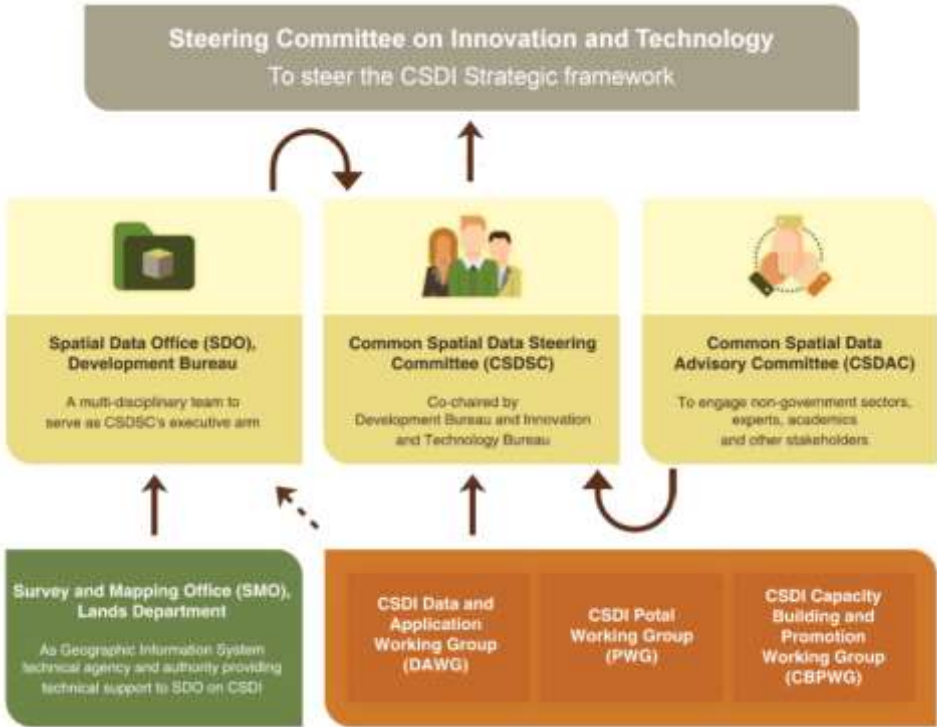 Steering Committee on Innovation and Technology
To steer the CSDI Strategic framework
Spatial Data Office (SDO),
Development Bureau
A multi-disciplinary team to
serve as CSDSC's executive arm
Common Spatial Data Steering
Committee (CSDSC)
Co-chaired by
Development Bureau and Innovation
and Technology Bureau
Common Spatial Data
Advisory Committee (CSDAC)
To engage non-government sectors,
experts, academics
and other stakeholders
Survey and Mapping Office (SMO),
Lands Department
As Geographic Information System
technical agency and authority providing
technical support to SDO on CSDI
CSDI Data and
Application
Working Group
(DAWG)
CSDI Potal
Working Group
(PWG)
CSDI Capacity
Building and
Promotion
Working Group
(CBPWG)